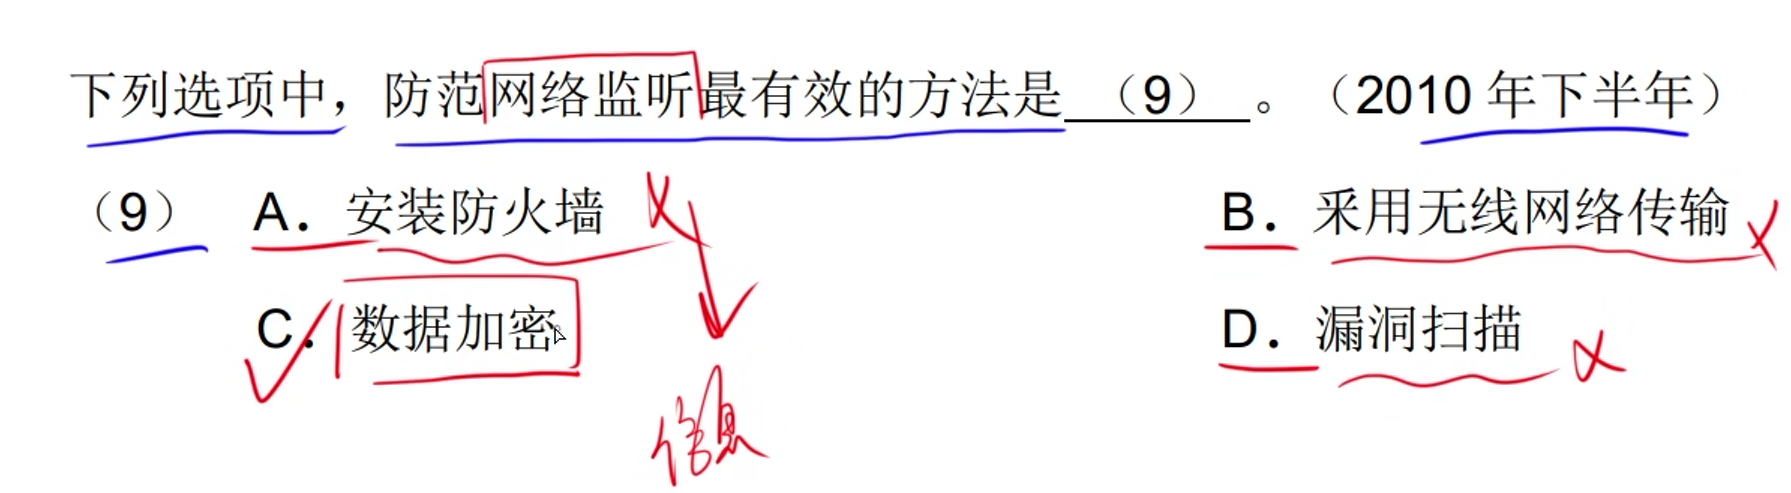 下列选项中，防范网络监听最有效的方法是 （9） 。（2010 年下半年）
（9） A．安装防火墙 B．采用无线网络传输
C．数据加密 D．漏洞扫描
信息